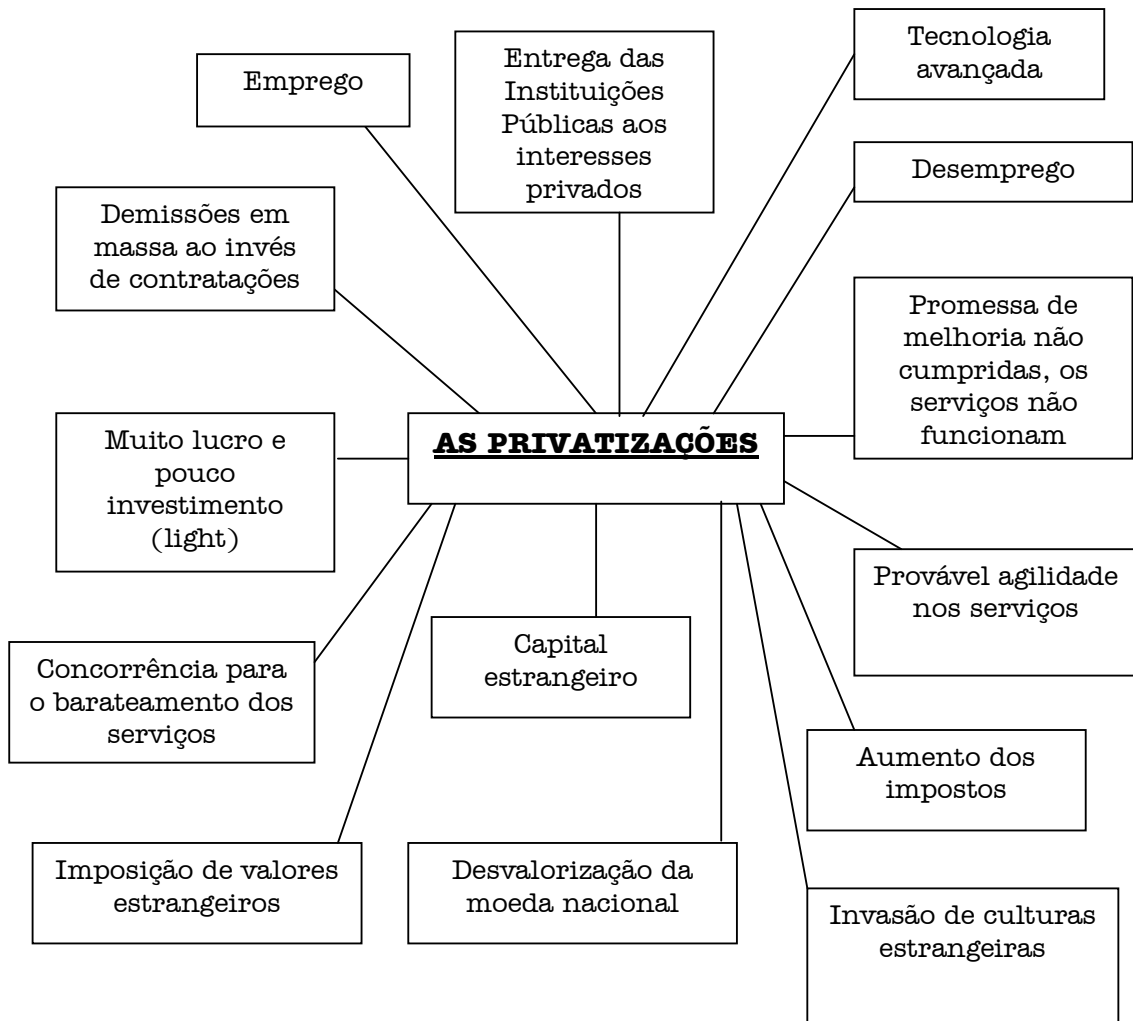 Emprego
Entrega das
Instituições
Públicas aos
interesses
privados
Tecnologia
avançada
Desemprego
Demissões em
massa ao invés
de contratações
Promessa de
melhoria não
cumpridas, os
serviços não
funcionam
Muito lucro e
pouco
investimento
(light)
AS PRIVATIZAÇÕES
Provável agilidade
nos serviços
Concorrência para
o barateamento dos
serviços
Capital
estrangeiro
Aumento dos
impostos
Imposição de valores
estrangeiros
Desvalorização da
moeda nacional
Invasão de culturas
estrangeiras